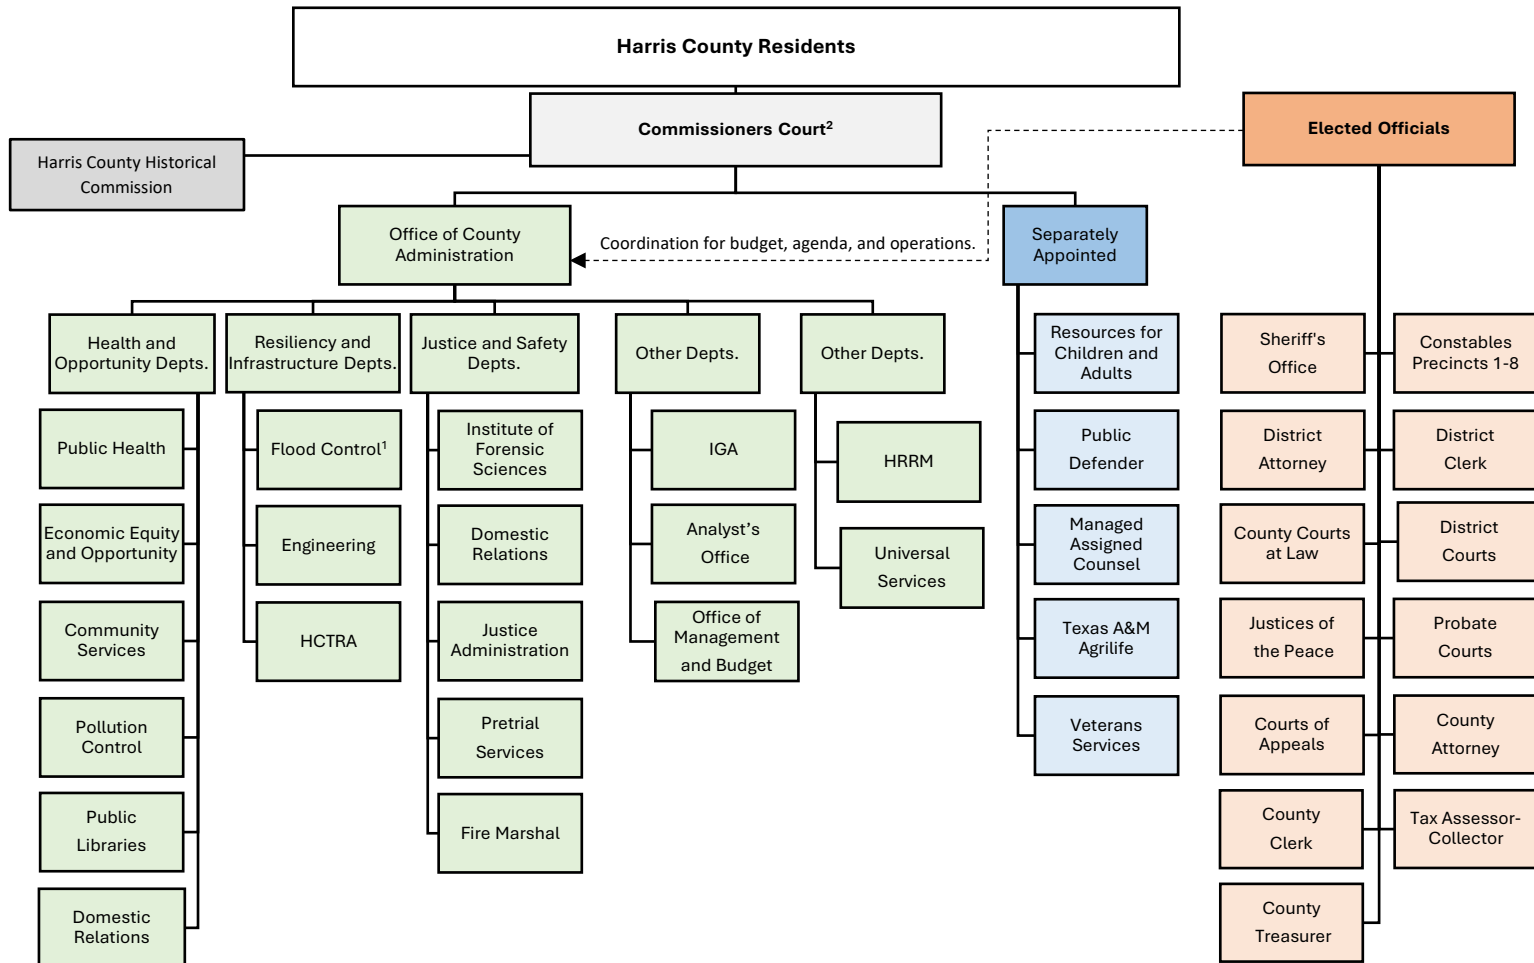 Harris County Residents
Commissioners Court²
Elected Officials
Harris County Historical
Commission
Office of County
Administration
Coordination for budget, agenda, and operations.
Separately
Appointed
Health and
Opportunity Depts.
Resiliency and
Infrastructure Depts.
Justice and Safety
Depts.
Other Depts.
Other Depts.
Public Health
Economic Equity
and Opportunity
Community
Services
Pollution
Control
Public
Libraries
Domestic
Relations
Flood Control¹
Engineering
HCTRA
Institute of
Forensic
Sciences
Domestic
Relations
Justice
Administration
Pretrial
Services
Fire Marshal
IGA
Analyst’s
Office
Office of
Management
and Budget
HRRM
Universal
Services
Resources for
Children and
Adults
Public
Defender
Managed
Assigned
Counsel
Texas A&M
Agrilife
Veterans
Services
Sheriff's
Office
Constables
Precincts 1-8
District
Attorney
District
Clerk
County Courts
at Law
District
Courts
Justices of
the Peace
Probate
Courts
Courts of
Appeals
County
Attorney
County
Clerk
Tax Assessor-
Collector
County
Treasurer